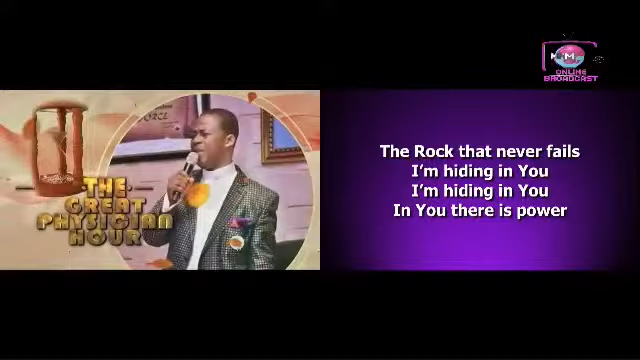 MFM
ONLINE
BROADCAST
THE
GREAT
PHYSICIAN
HOUR
The Rock that never fails
I'm hiding in You
I'm hiding in You
In You there is power